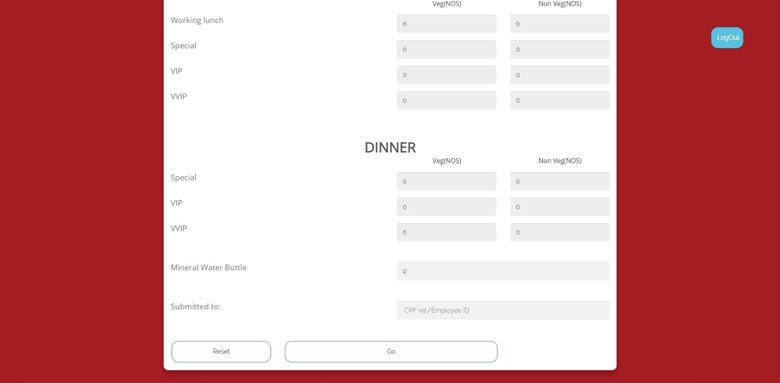 Veg(NOS) Non Veg(NOS)
Working lunch 0 0
LogOut
Special 0 0
VIP 0 0
VVIP 0 0
DINNER
Veg(NOS) Non Veg(NOS)
Special 0 0
VIP 0 0
VVIP 0 0
Mineral Water Bottle 0
Submitted to: CPF no./Employee ID
Reset Go